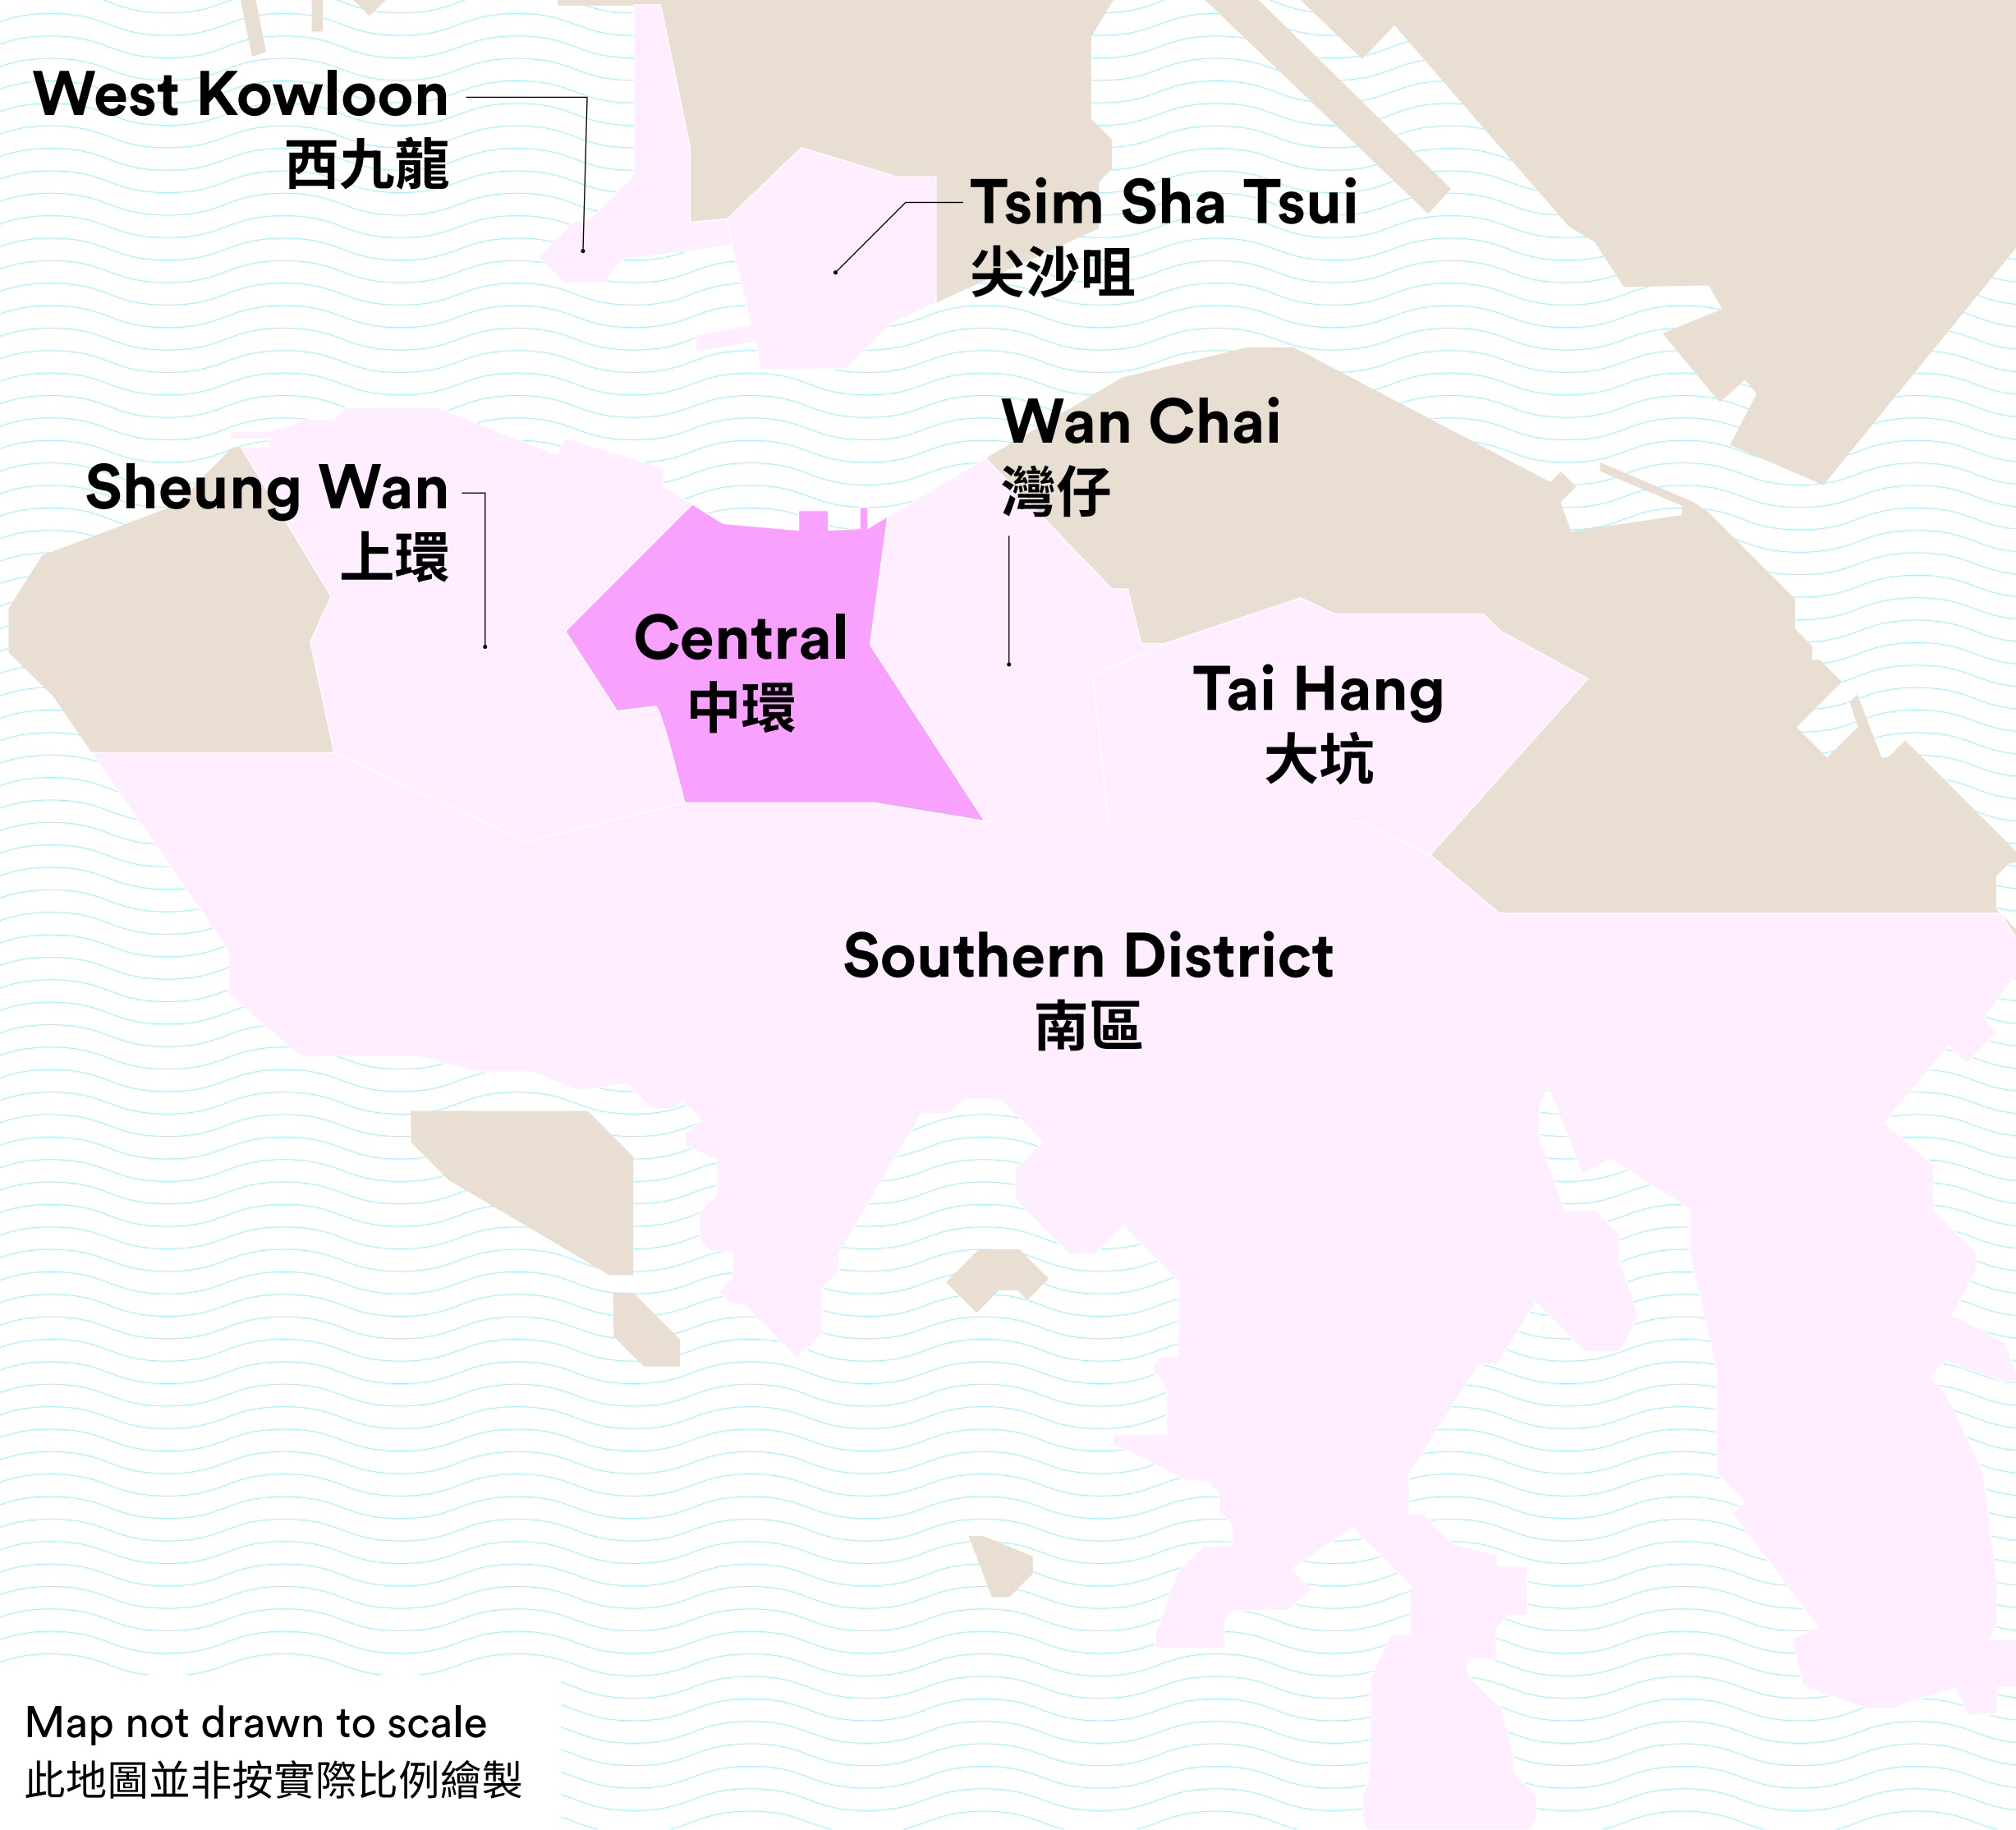 West Kowloon
西九龍
Tsim Sha Tsui
尖沙咀
Wan Chai
灣仔
Sheung Wan
上環
Central
中環
Tai Hang
大坑
Southern District
南區
Map not drawn to scale
此地圖並非按實際比例繪製